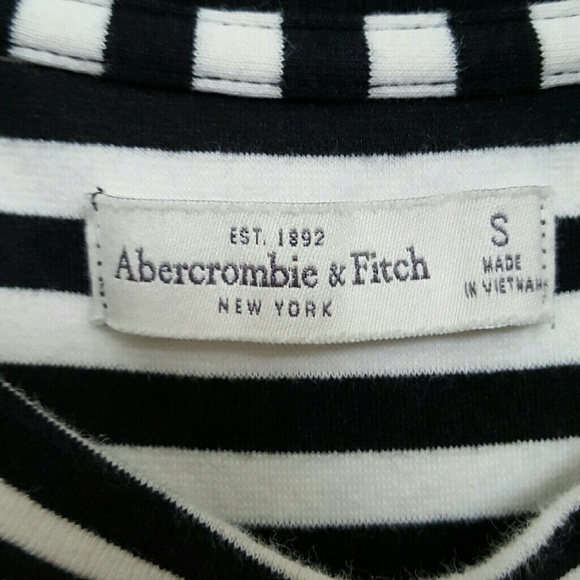 EST. 1892
Abercrombie & Fitch
NEW YORK
S
MADE
IN VIETNAM